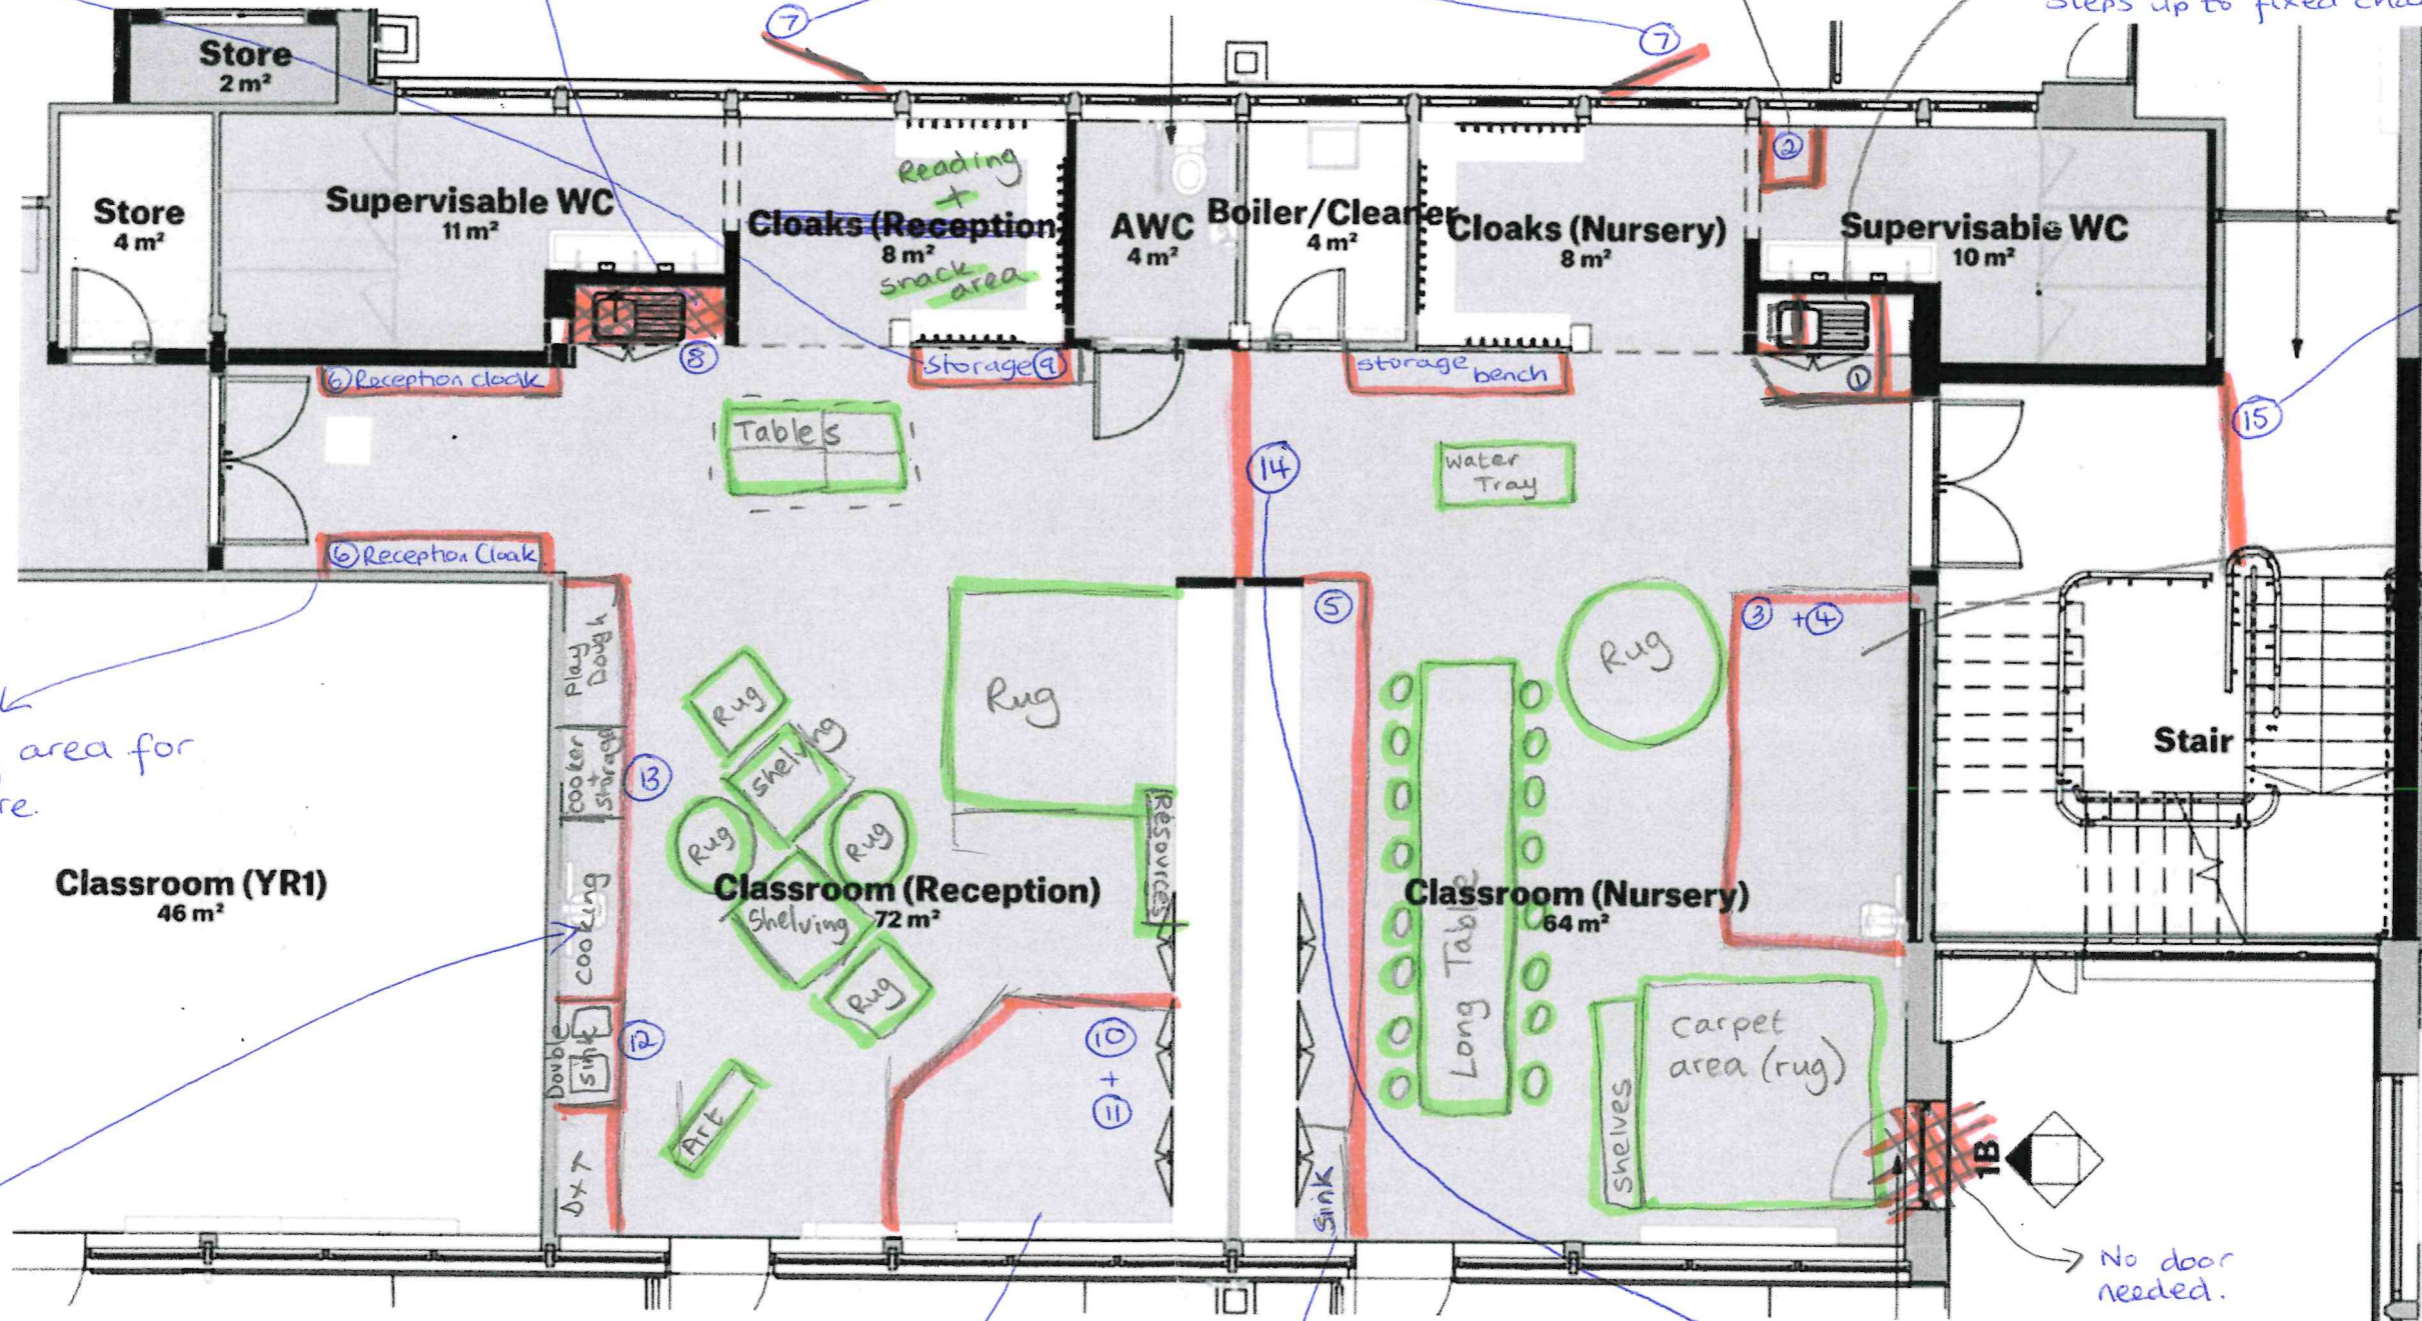 Steps up to fixed
7
7
Store
2 m²
2
Reading
+
Store
4 m²
Supervisable WC
11 m²
Cloaks (Reception
8 m²
AWC
4 m²
Boiler/Cleaner
4 m²
Cloaks (Nursery)
8 m²
Supervisable WC
10 m²
snack
area
8
6 Reception cloak
Storage 9
storage
bench
1
15
Tables
14
Water
Tray
6 Reception Cloak
5
3 + 4
Play
Dough
Rug
Rug
Rug
area for
re.
cooker
+
storage
13
shelving
Rug
Rug
Resources
Stair
Classroom (YR1)
46 m²
Classroom (Reception)
72 m²
Classroom (Nursery)
64 m²
cooking
Shelving
Long Table
Rug
Double
sink
12
10
+
11
carpet
area (rug)
Art
shelves
1B
DXT
sink
No door
needed.